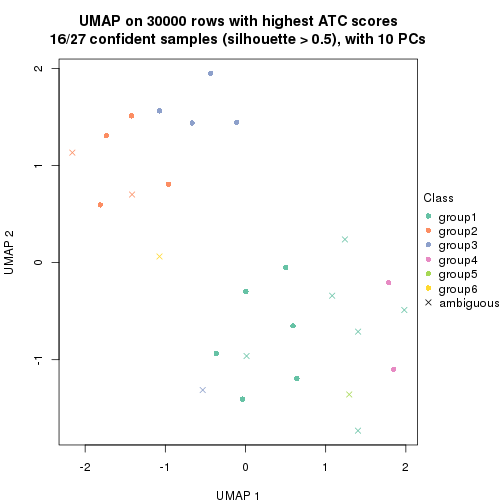 UMAP on 30000 rows with highest ATC scores
16/27 confident samples (silhouette > 0.5), with 10 PCs
2
1
0
-1
UMAP 2
-2
-1
0
1
2
UMAP 1
Class
group1
group2
group3
group4
group5
group6
ambiguous